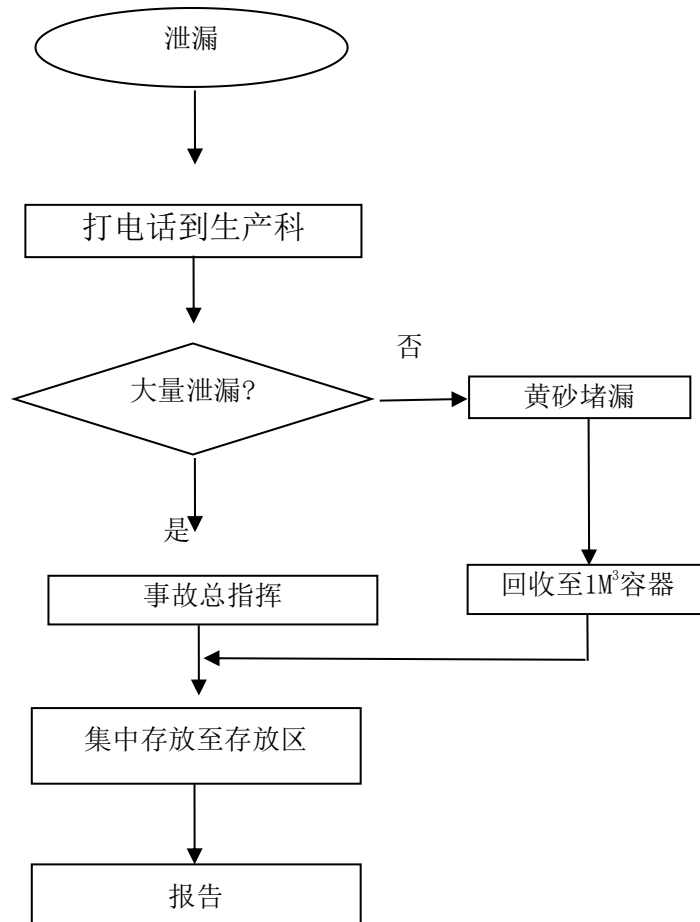 泄漏
打电话到生产科
否
大量泄漏?
黄砂堵漏
是
回收至1M³容器
事故总指挥
集中存放至存放区
报告